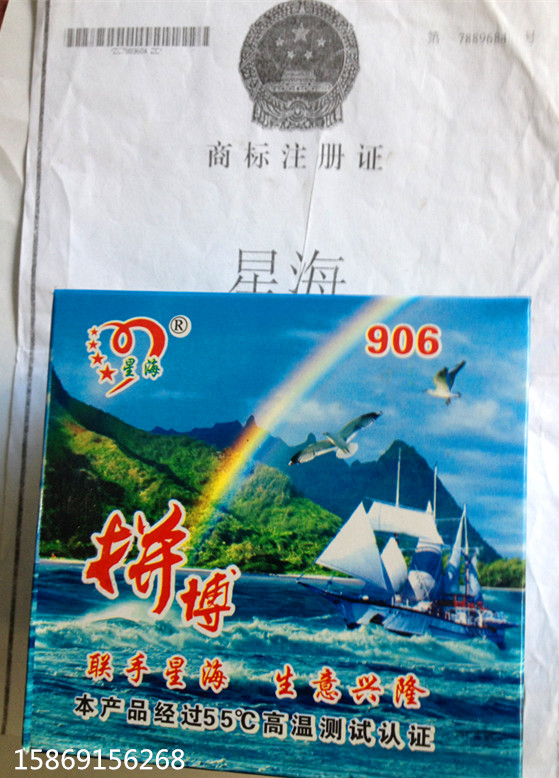 第 7889684 号
商标注册证
星海
星海 ®
906
拼博
联手星海 生意兴隆
本产品经过55℃高温测试认证
15869156268